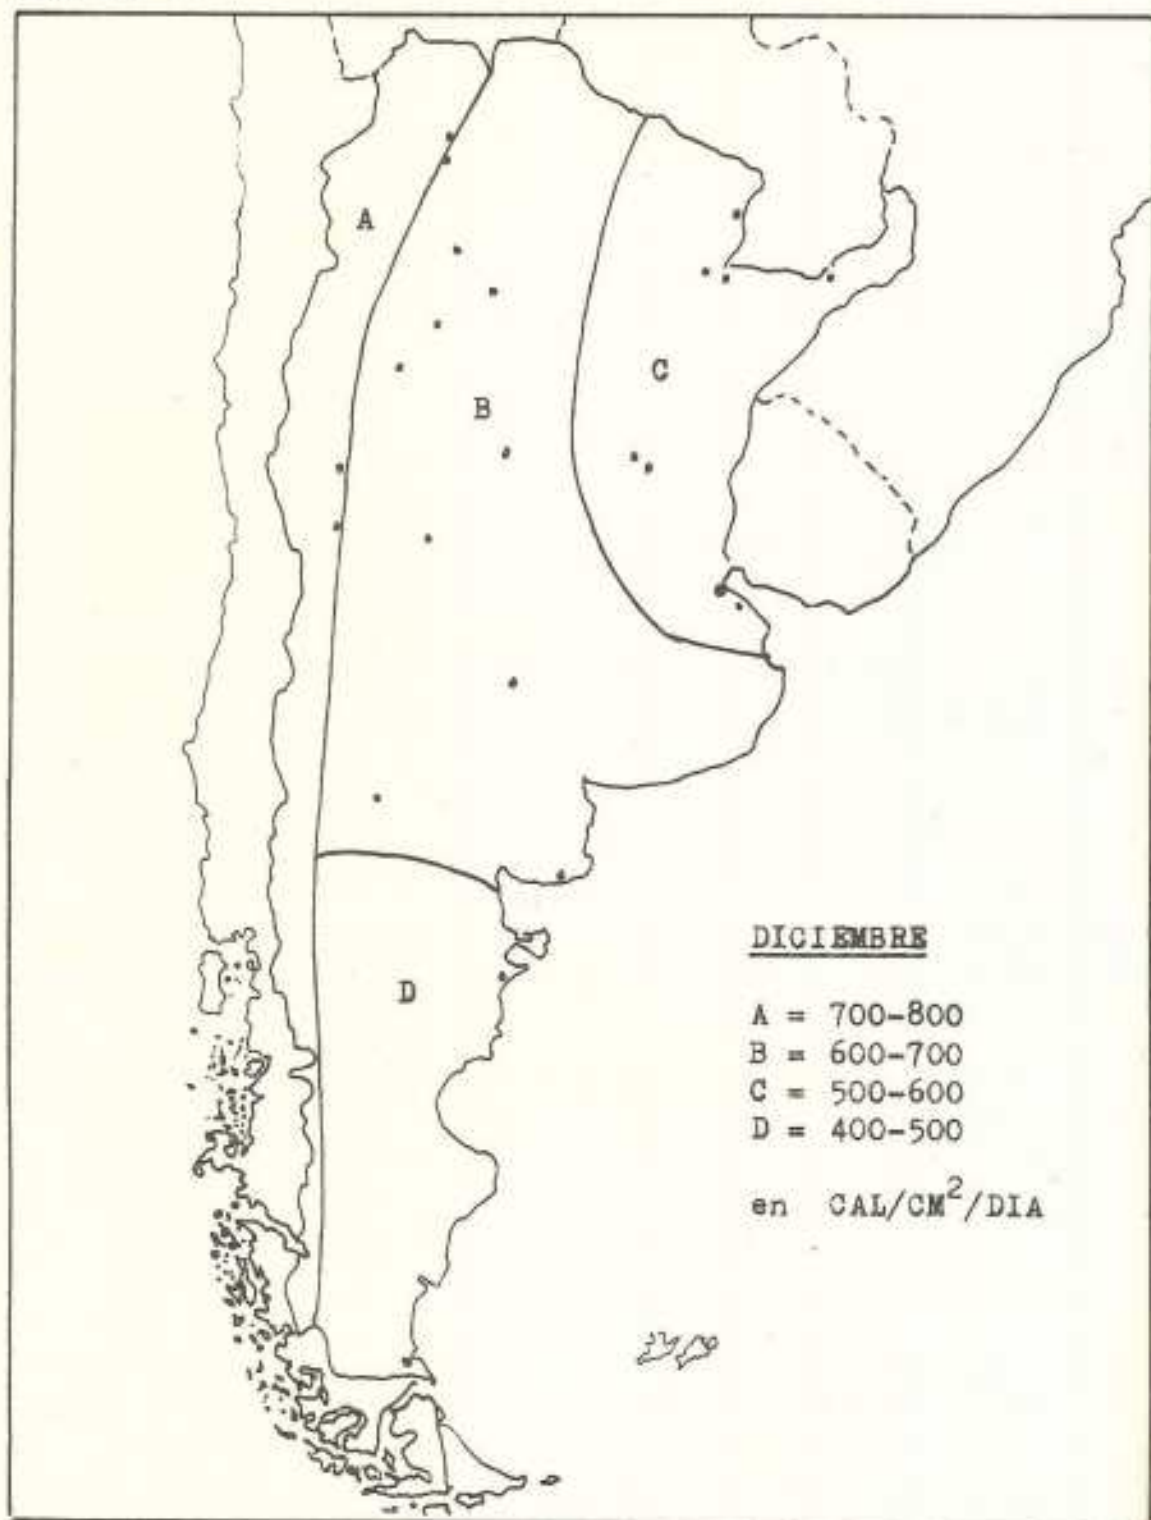 A
C
B
D
DICIEMBRE
A = 700-800
B = 600-700
C = 500-600
D = 400-500
en CAL/CM²/DIA